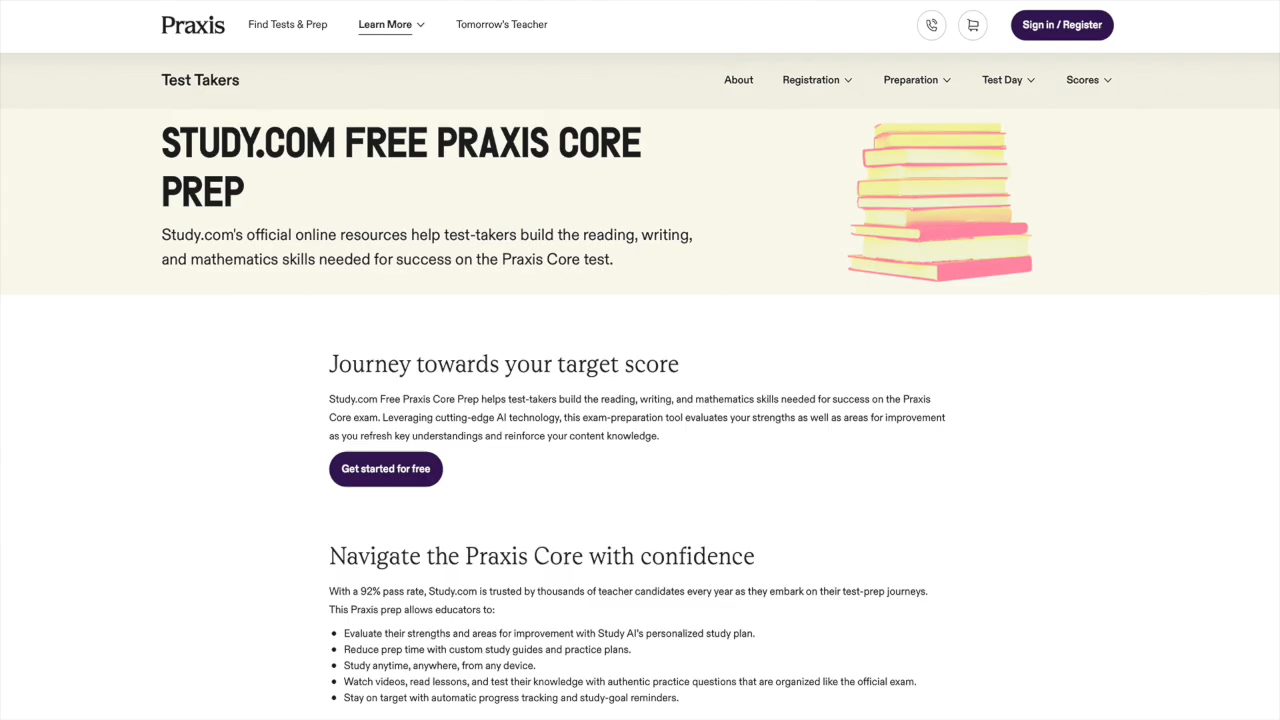 Praxis
Find Tests & Prep
Learn More
Tomorrow's Teacher
Sign in / Register
Test Takers
About
Registration
Preparation
Test Day
Scores
STUDY.COM FREE PRAXIS CORE
PREP
Study.com's official online resources help test-takers build the reading, writing,
and mathematics skills needed for success on the Praxis Core test.
Journey towards your target score
Study.com Free Praxis Core Prep helps test-takers build the reading, writing, and mathematics skills needed for success on the Praxis
Core exam. Leveraging cutting-edge AI technology, this exam-preparation tool evaluates your strengths as well as areas for improvement
as you refresh key understandings and reinforce your content knowledge.
Get started for free
Navigate the Praxis Core with confidence
With a 92% pass rate, Study.com is trusted by thousands of teacher candidates every year as they embark on their test-prep journeys.
This Praxis prep allows educators to:
• Evaluate their strengths and areas for improvement with Study AI's personalized study plan.
• Reduce prep time with custom study guides and practice plans.
• Study anytime, anywhere, from any device.
• Watch videos, read lessons, and test their knowledge with authentic practice questions that are organized like the official exam.
• Stay on target with automatic progress tracking and study-goal reminders.